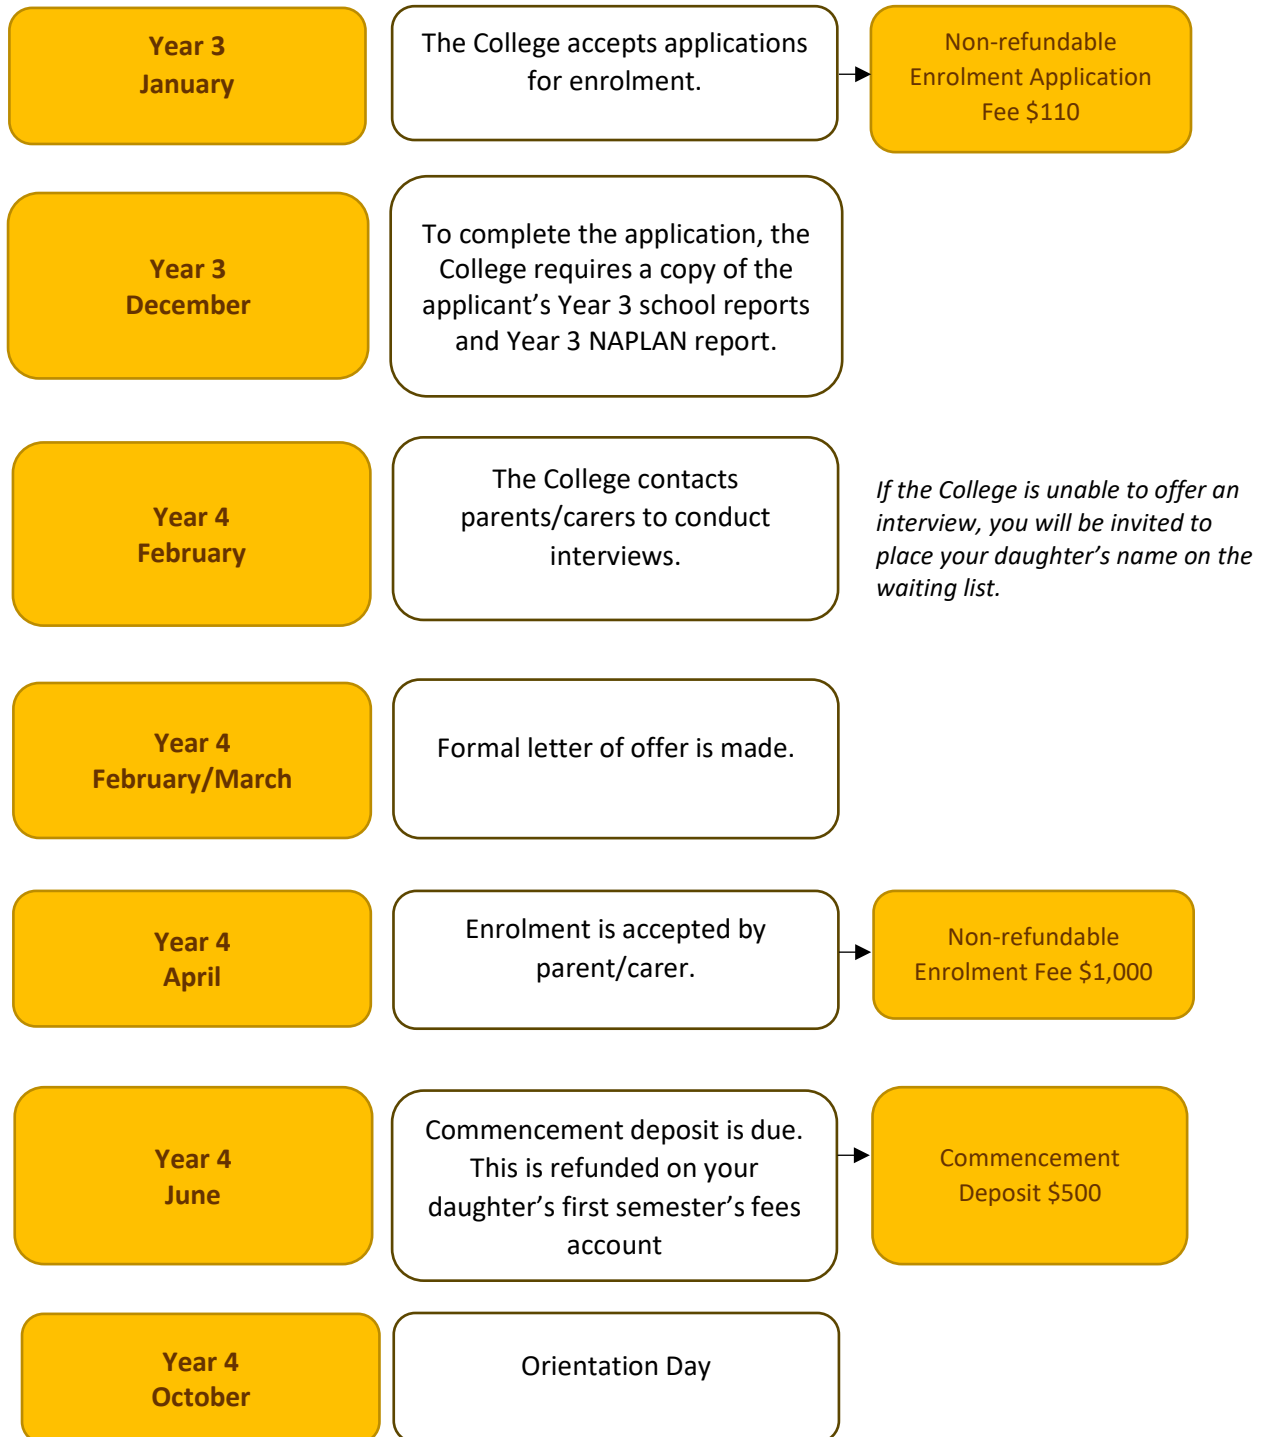 Year 3
January
The College accepts applications
for enrolment.
Non-refundable
Enrolment Application
Fee $110
Year 3
December
To complete the application, the
College requires a copy of the
applicant’s Year 3 school reports
and Year 3 NAPLAN report.
Year 4
February
The College contacts
parents/carers to conduct
interviews.
If the College is unable to offer an
interview, you will be invited to
place your daughter’s name on the
waiting list.
Year 4
February/March
Formal letter of offer is made.
Year 4
April
Enrolment is accepted by
parent/carer.
Non-refundable
Enrolment Fee $1,000
Year 4
June
Commencement deposit is due.
This is refunded on your
daughter’s first semester’s fees
account
Commencement
Deposit $500
Year 4
October
Orientation Day